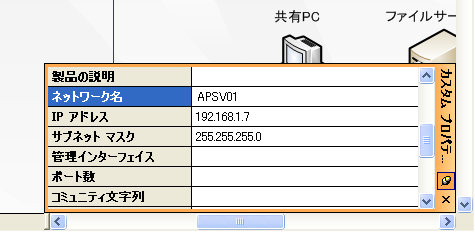 共有PC
ファイルサー
製品の説明
ネットワーク名 APSV01
IP アドレス 192.168.1.7
サブネット マスク 255.255.255.0
管理インターフェイス
ポート数
コミュニティ文字列
カスタム プロパテ...